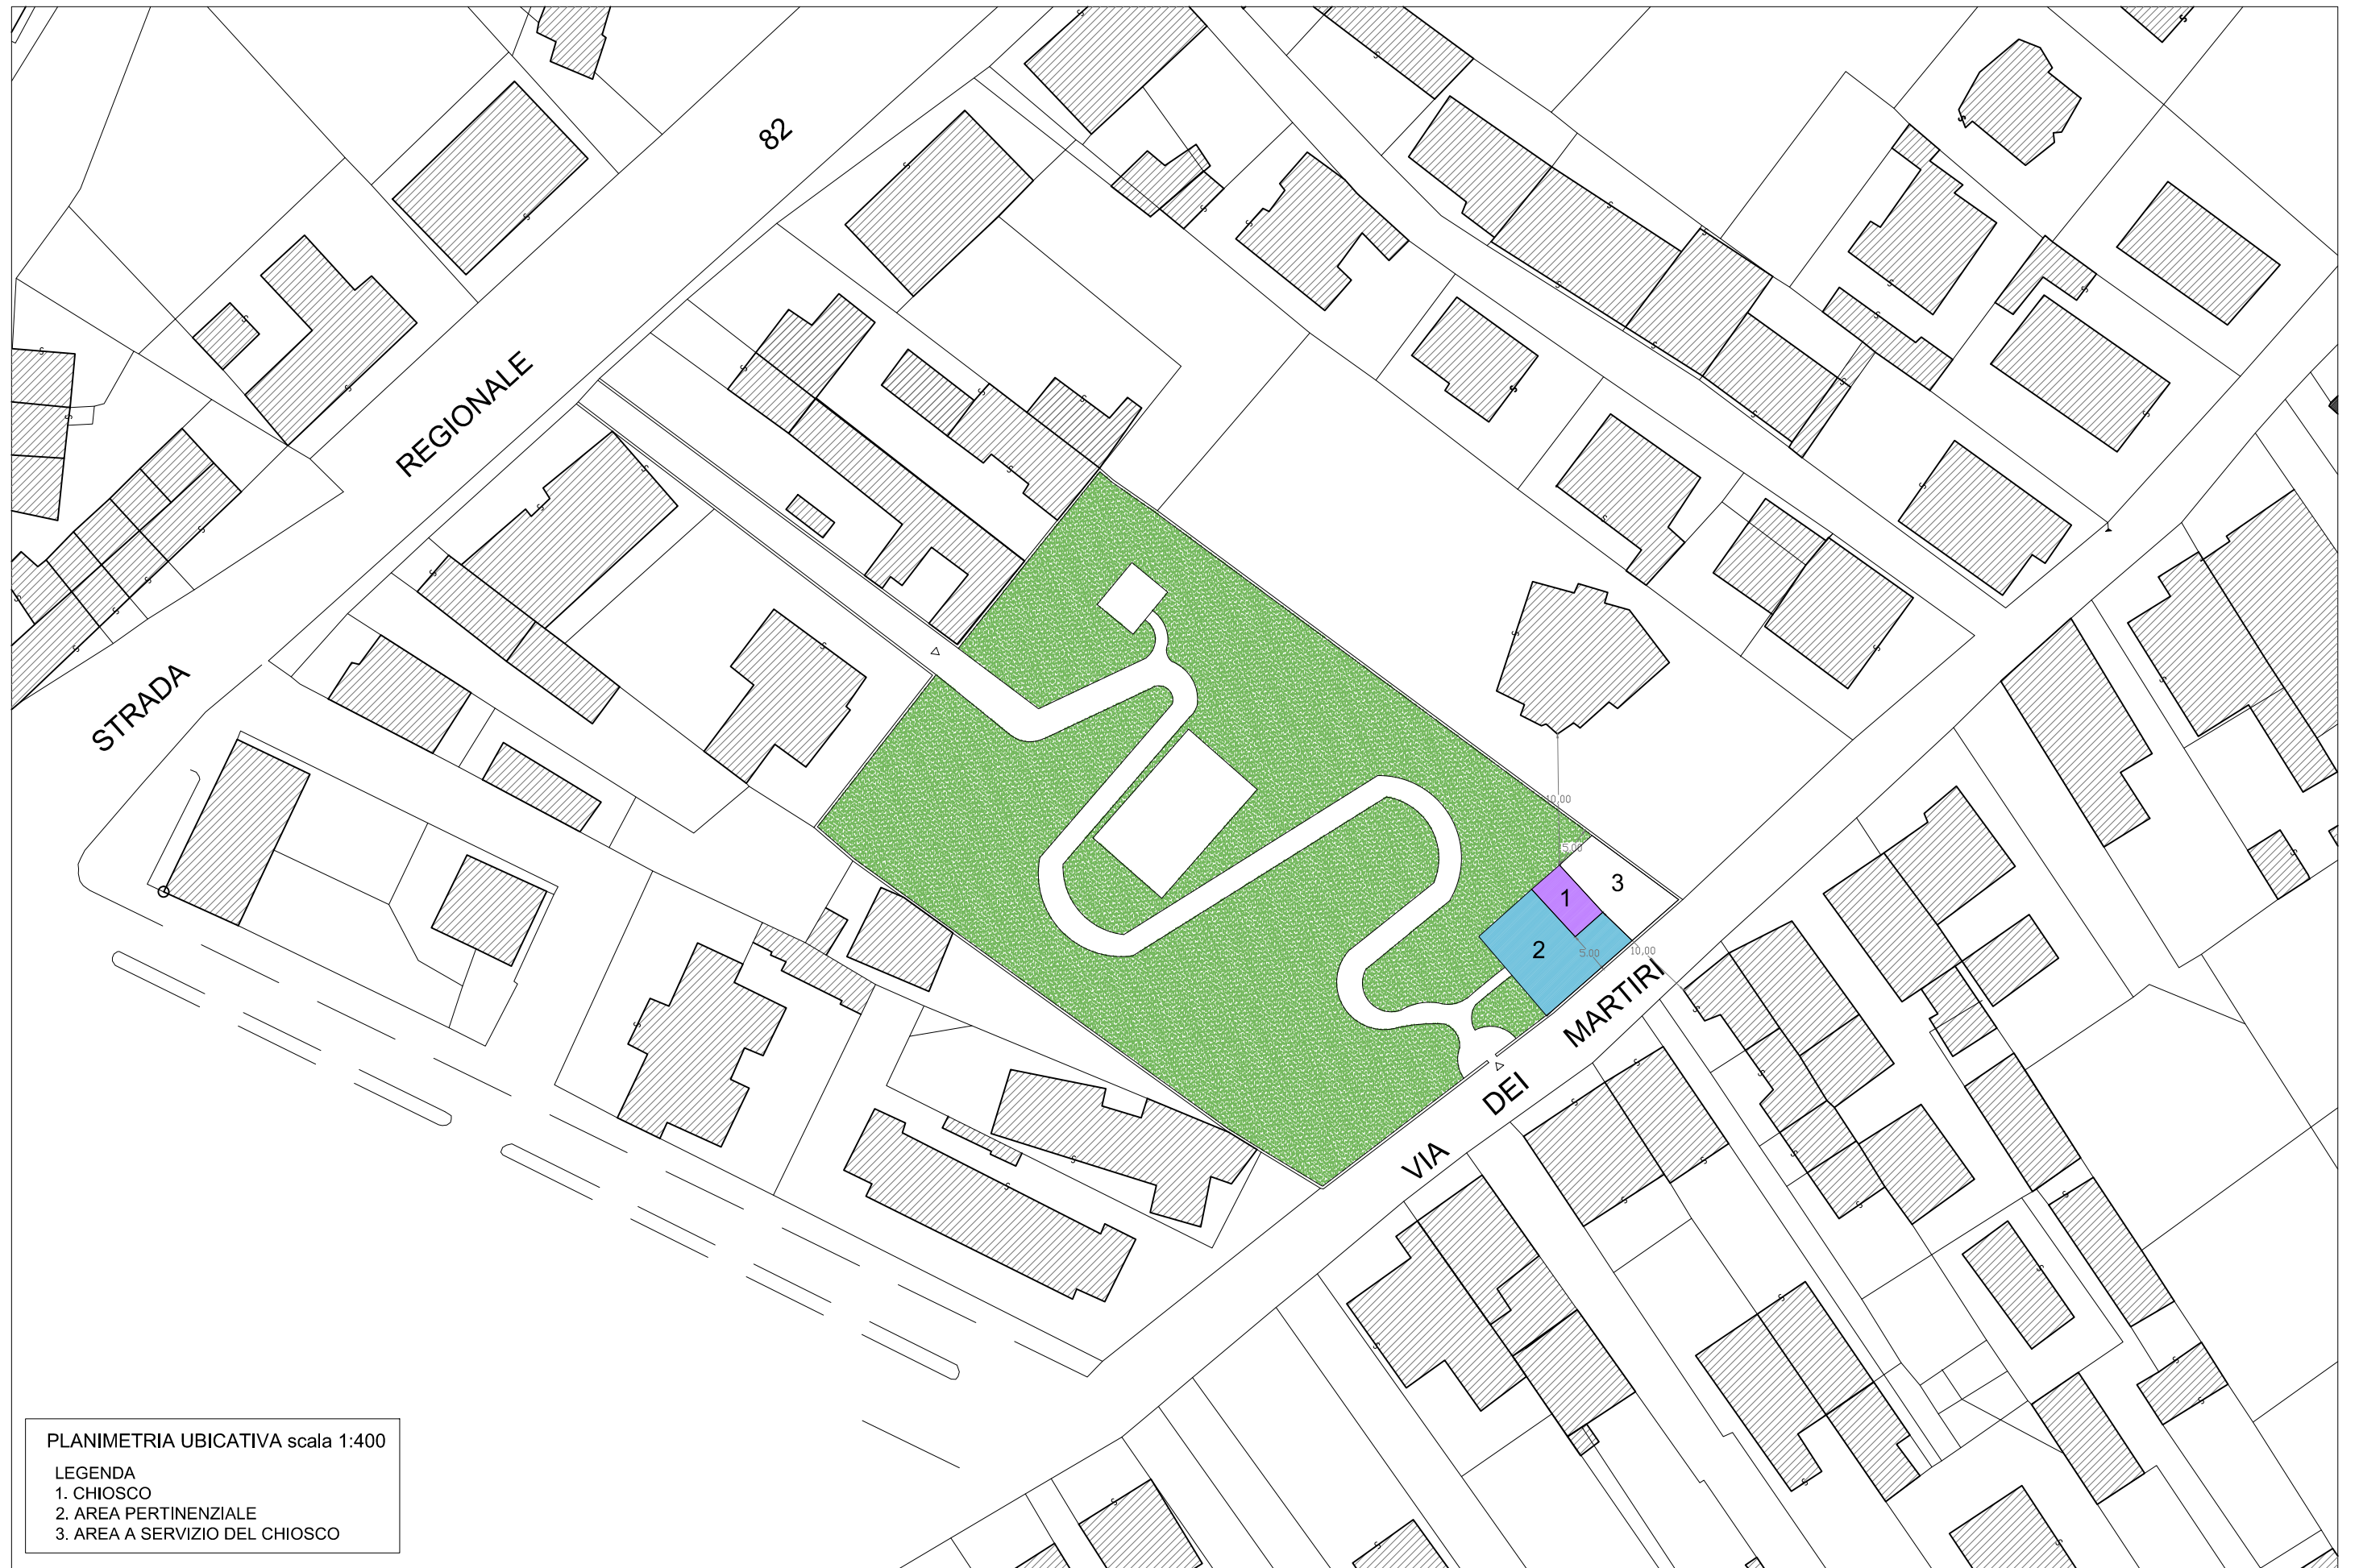 82
REGIONALE
STRADA
10,00
5.00
3
1
2
5.00
10,00
MARTIRI
DEI
VIA
PLANIMETRIA UBICATIVA scala 1:400
LEGENDA
1. CHIOSCO
2. AREA PERTINENZIALE
3. AREA A SERVIZIO DEL CHIOSCO